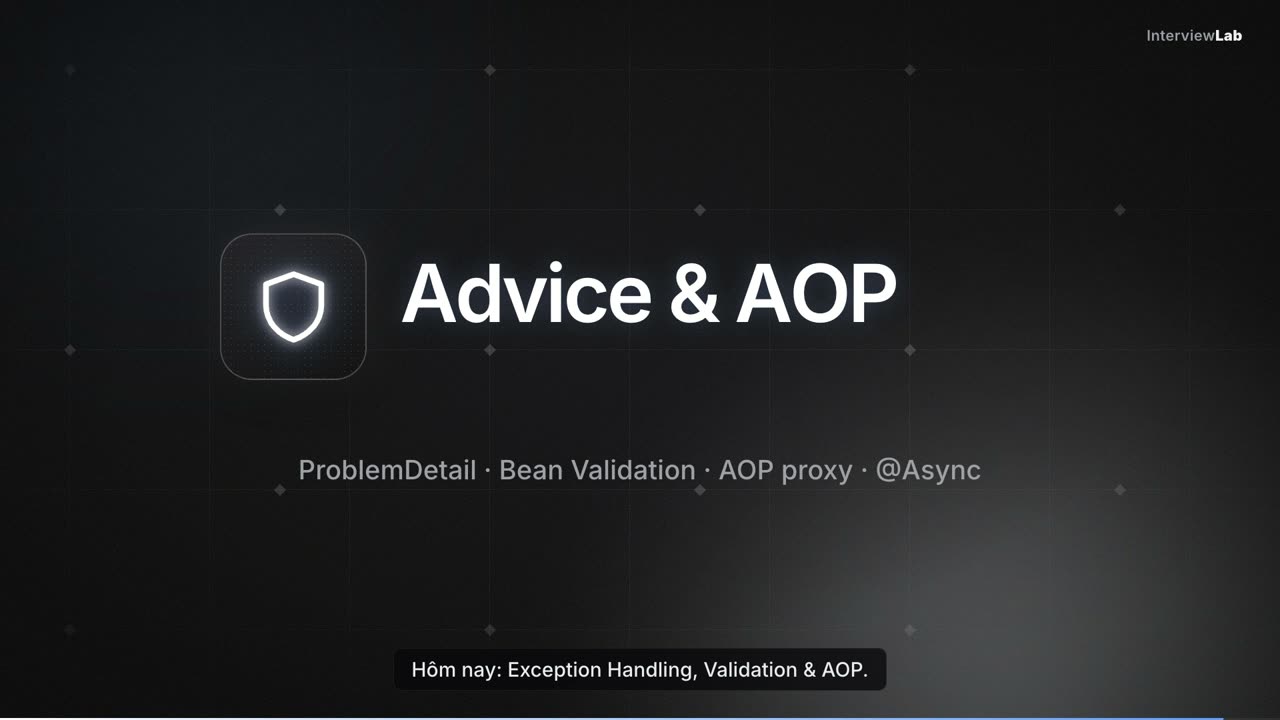 InterviewLab
Advice & AOP
ProblemDetail · Bean Validation · AOP proxy · @Async
Hôm nay: Exception Handling, Validation & AOP.